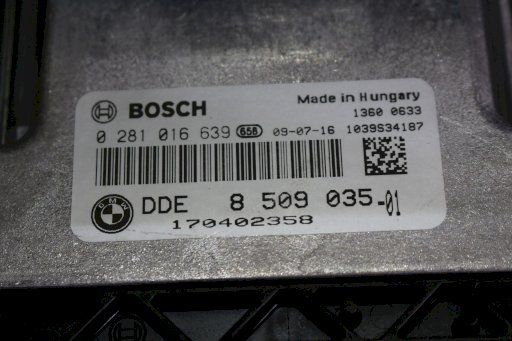 BOSCH Made in Hungary
1360 0633
0 281 016 639 658 09-07-16 1039S34187
BMW DDE 8 509 035-01
170402358